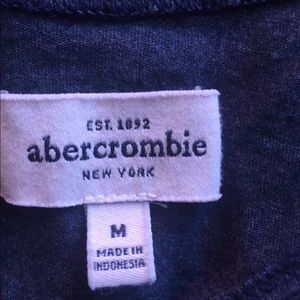 EST. 1892
abercrombie
NEW YORK
M
MADE IN
INDONESIA